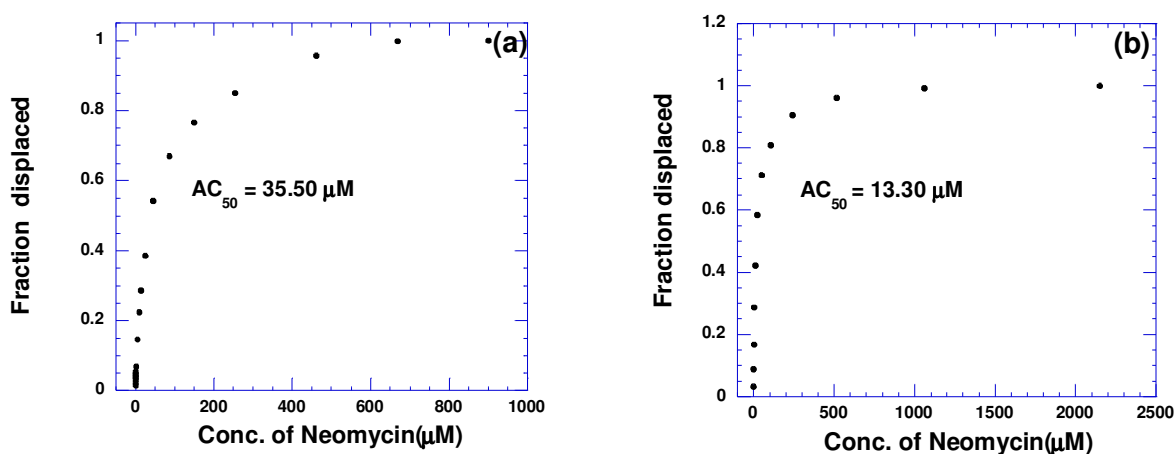 (a)
1
0.8
0.6
0.4
0.2
0
AC50 = 35.50 μM
Fraction displaced
0 200 400 600 800 1000
Conc. of Neomycin(μM)
(b)
1.2
1
0.8
0.6
0.4
0.2
0
AC50 = 13.30 μM
Fraction displaced
0 500 1000 1500 2000 2500
Conc. of Neomycin(μM)